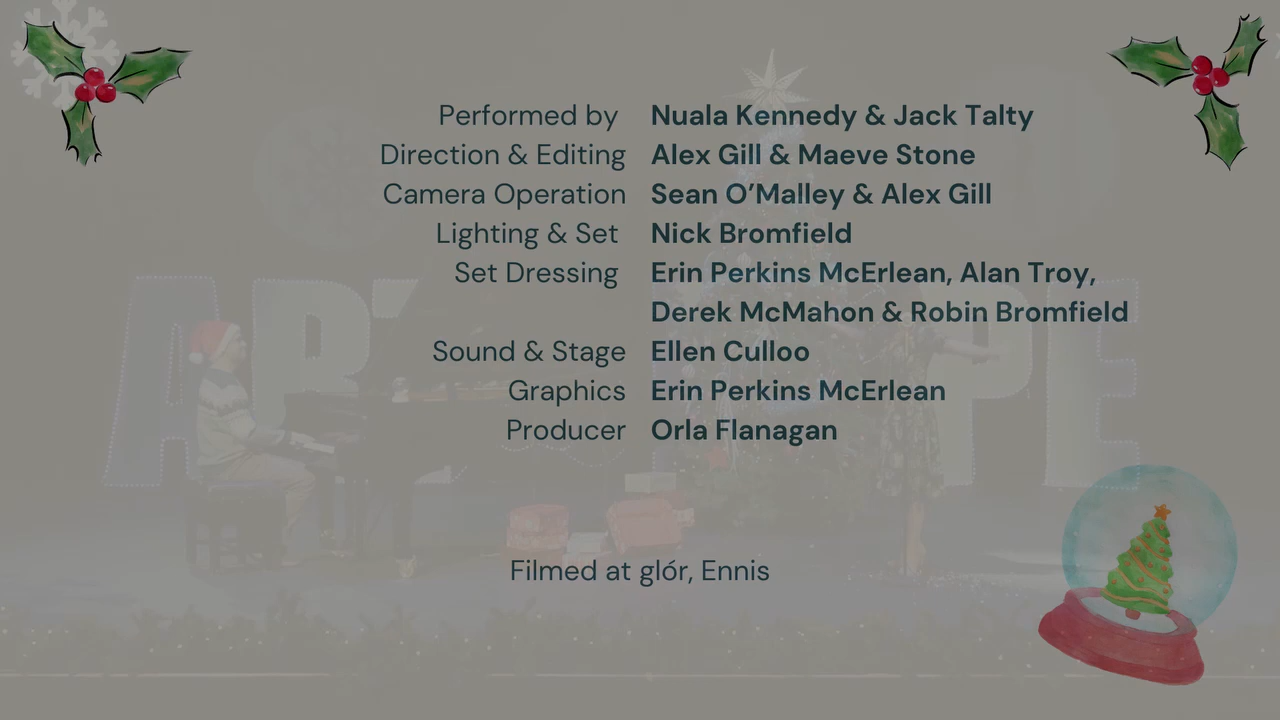 Performed by Nuala Kennedy & Jack Talty
Direction & Editing Alex Gill & Maeve Stone
Camera Operation Sean O’Malley & Alex Gill
Lighting & Set Nick Bromfield
Set Dressing Erin Perkins McErlean, Alan Troy,
Derek McMahon & Robin Bromfield
Sound & Stage Ellen Culloo
Graphics Erin Perkins McErlean
Producer Orla Flanagan
Filmed at glór, Ennis